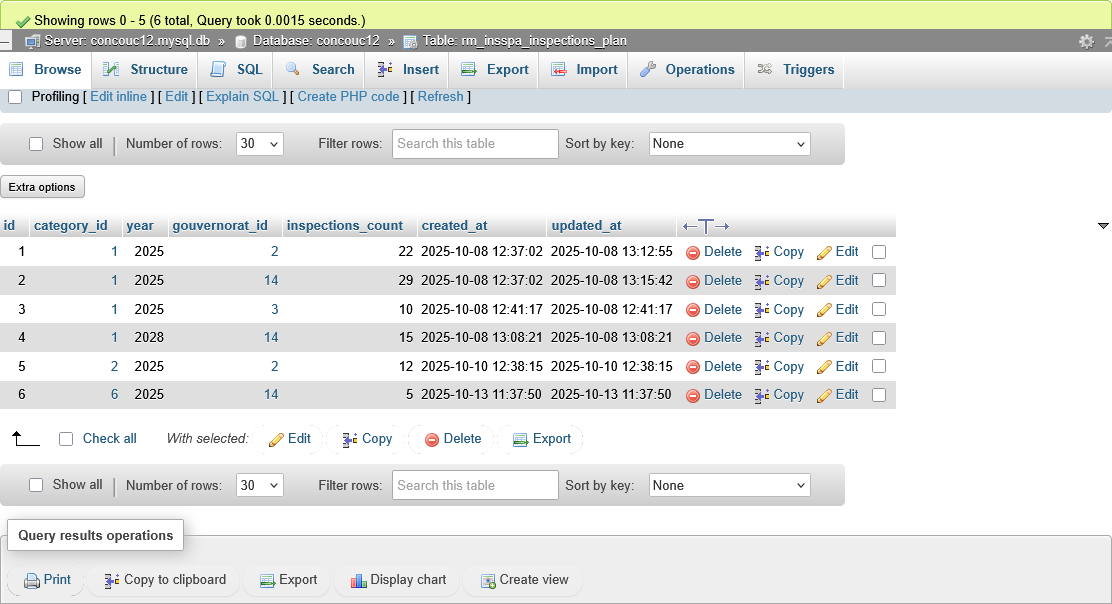 Showing rows 0 - 5 (6 total, Query took 0.0015 seconds.)
Server: concouc12.mysql.db » Database: concouc12 » Table: rm_insspa_inspections_plan
Browse Structure SQL Search Insert Export Import Operations Triggers
Profiling [ Edit inline ] [ Edit ] [ Explain SQL ] [ Create PHP code ] [ Refresh ]
Show all Number of rows: 30 Filter rows: Search this table Sort by key: None
Extra options
id category_id year gouvernorat_id inspections_count created_at updated_at
1 1 2025 2 22 2025-10-08 12:37:02 2025-10-08 13:12:55 Delete Copy Edit
2 1 2025 14 29 2025-10-08 12:37:02 2025-10-08 13:15:42 Delete Copy Edit
3 1 2025 3 10 2025-10-08 12:41:17 2025-10-08 12:41:17 Delete Copy Edit
4 1 2028 14 15 2025-10-08 13:08:21 2025-10-08 13:08:21 Delete Copy Edit
5 2 2025 2 12 2025-10-10 12:38:15 2025-10-10 12:38:15 Delete Copy Edit
6 6 2025 14 5 2025-10-13 11:37:50 2025-10-13 11:37:50 Delete Copy Edit
Check all With selected: Edit Copy Delete Export
Show all Number of rows: 30 Filter rows: Search this table Sort by key: None
Query results operations
Print Copy to clipboard Export Display chart Create view